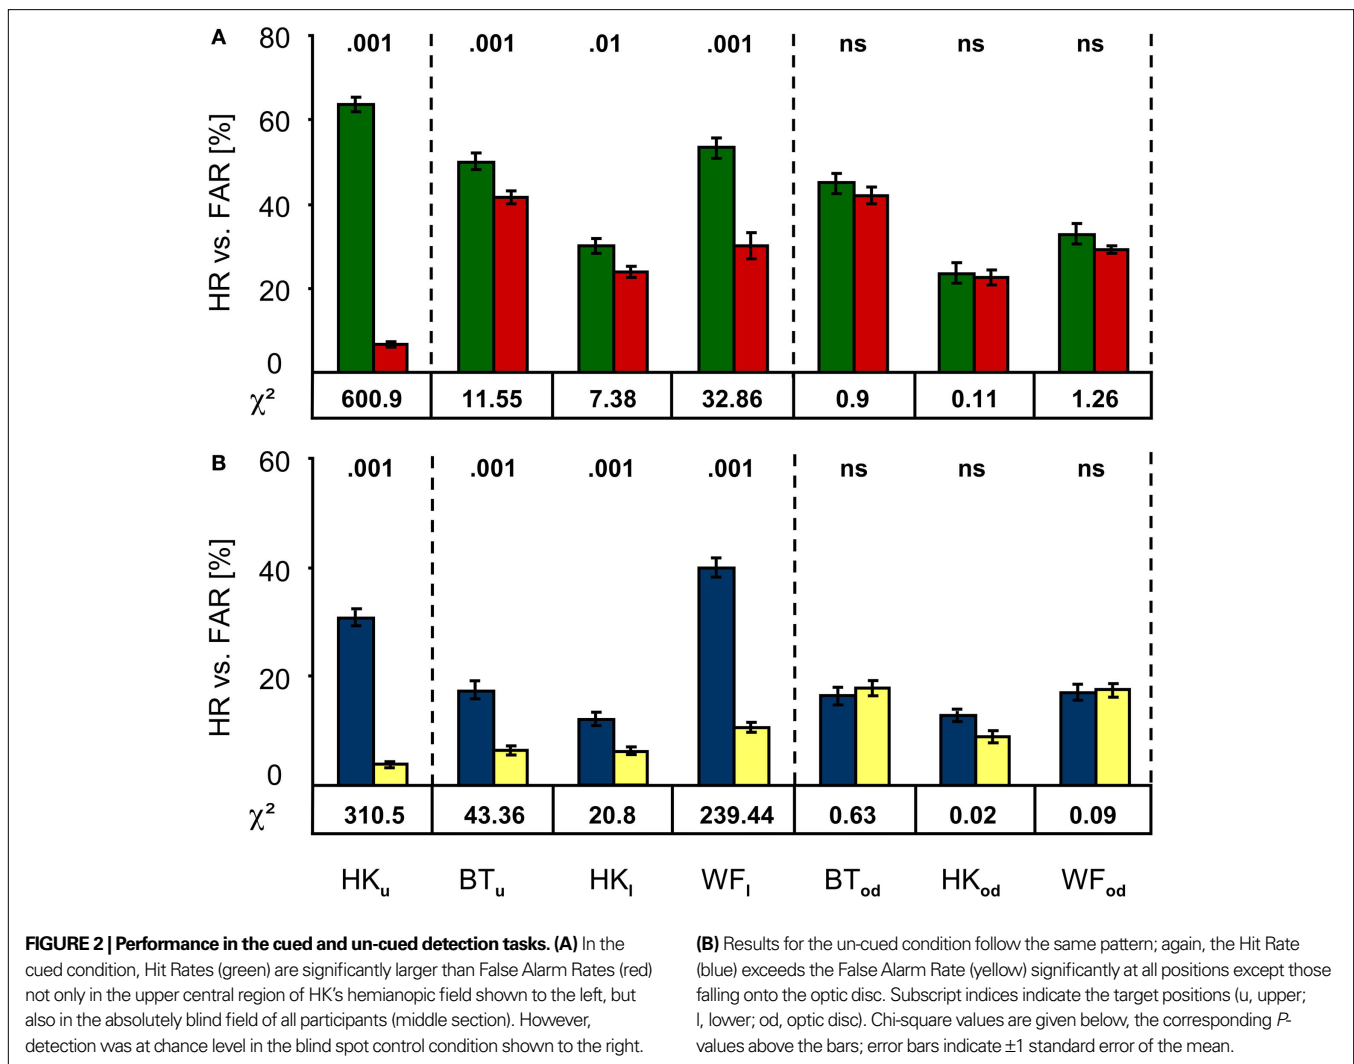 A
80 .001 .001 .01 .001 ns ns ns
60
40
20
0
HR vs. FAR [%]
χ² 600.9 11.55 7.38 32.86 0.9 0.11 1.26
B
60 .001 .001 .001 .001 ns ns ns
40
20
0
HR vs. FAR [%]
χ² 310.5 43.36 20.8 239.44 0.63 0.02 0.09
HKu BTu HKl WFl BTod HKod WFod
FIGURE 2 | Performance in the cued and un-cued detection tasks. (A) In the
cued condition, Hit Rates (green) are significantly larger than False Alarm Rates (red)
not only in the upper central region of HK's hemianopic field shown to the left, but
also in the absolutely blind field of all participants (middle section). However,
detection was at chance level in the blind spot control condition shown to the right.
(B) Results for the un-cued condition follow the same pattern; again, the Hit Rate
(blue) exceeds the False Alarm Rate (yellow) significantly at all positions except those
falling onto the optic disc. Subscript indices indicate the target positions (u, upper;
l, lower; od, optic disc). Chi-square values are given below, the corresponding P-
values above the bars; error bars indicate ±1 standard error of the mean.